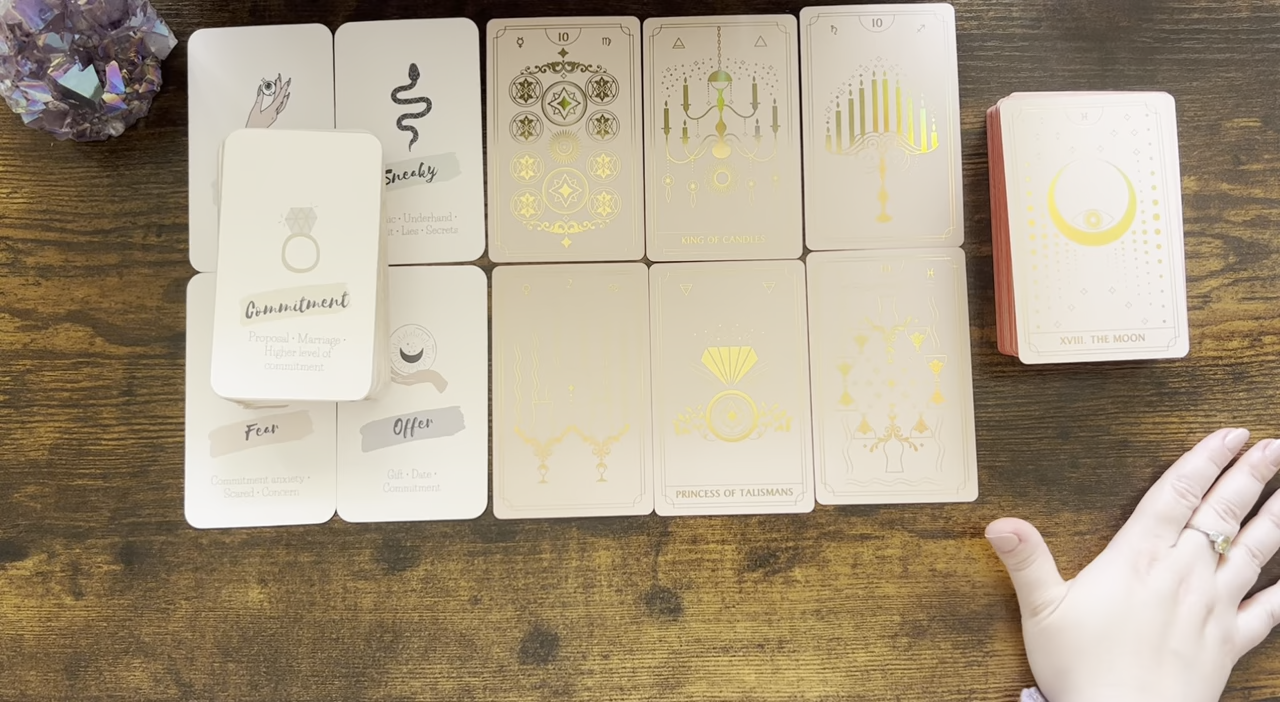 Sneaky
Underhand ·
Lies · Secrets
Commitment
Proposal · Marriage ·
Higher level of
commitment
Fear
Commitment anxiety ·
Scared · Concern
Offer
Gift · Date ·
Commitment
10
KING OF CANDLES
10
PRINCESS OF TALISMANS
XVIII. THE MOON